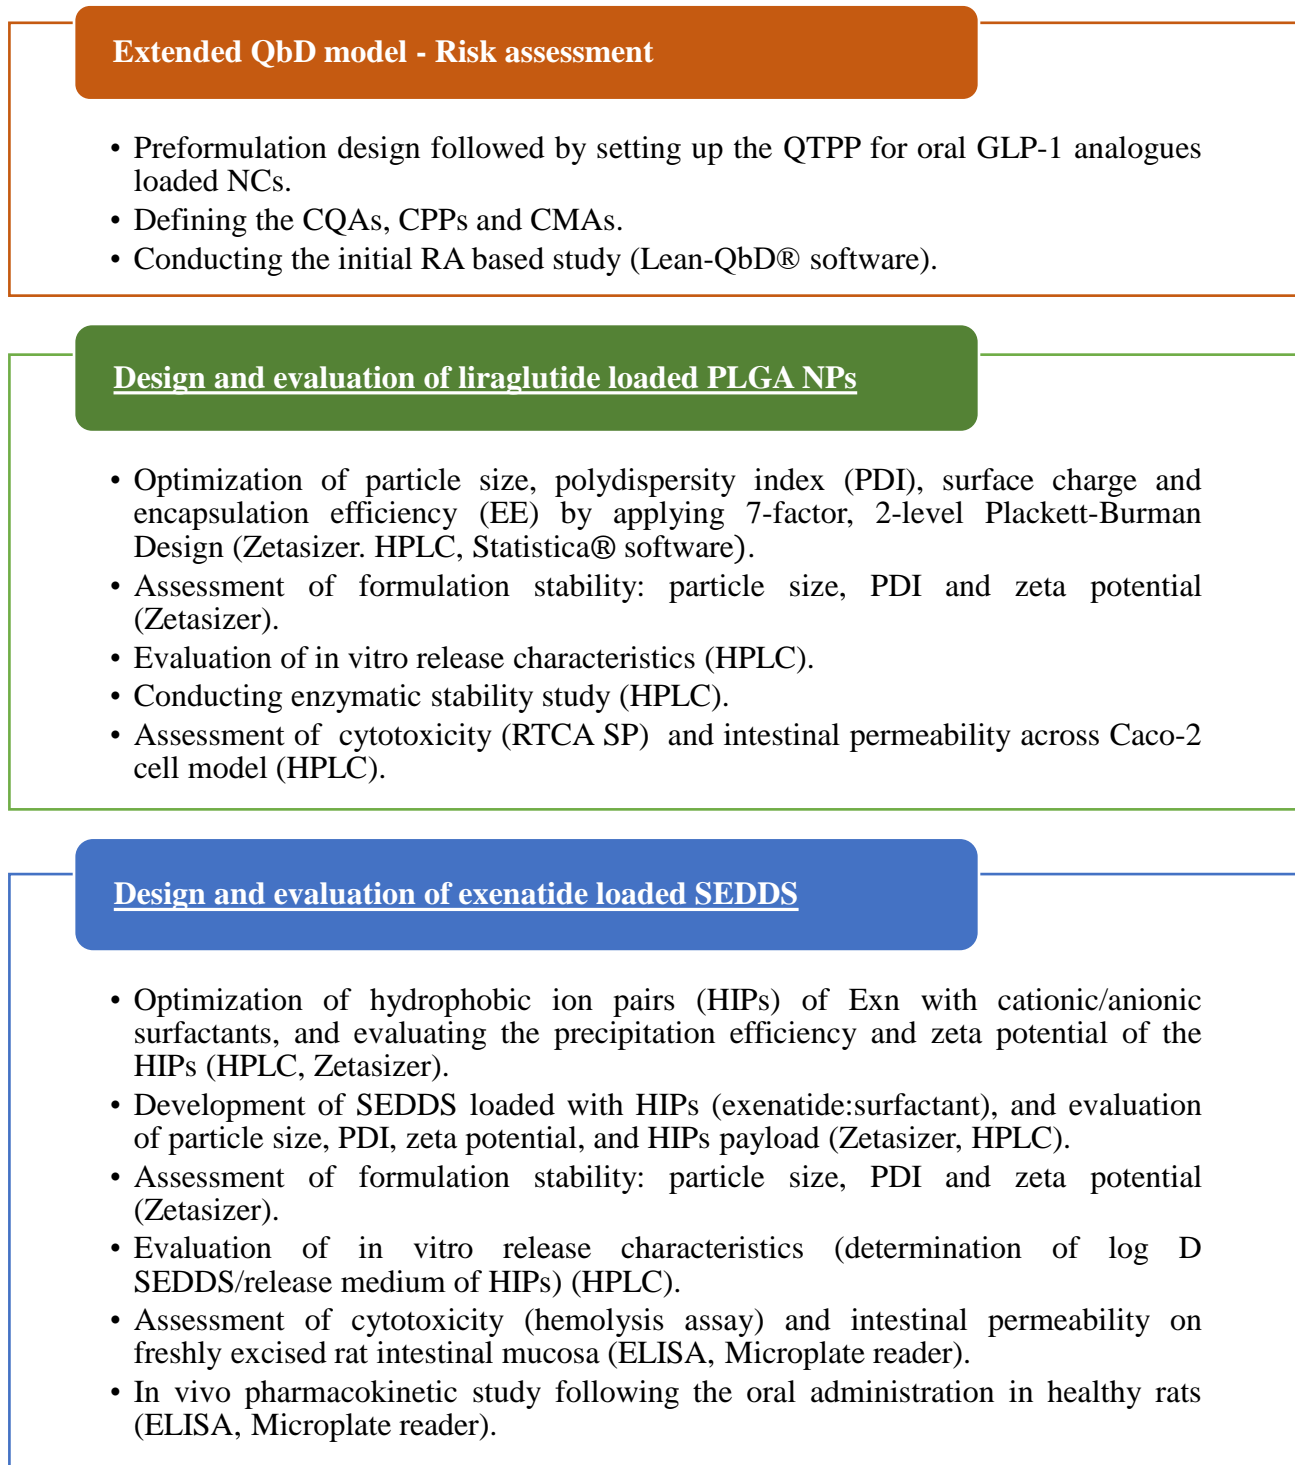 Extended QbD model - Risk assessment
• Preformulation design followed by setting up the QTPP for oral GLP-1 analogues
loaded NCs.
• Defining the CQAs, CPPs and CMAs.
• Conducting the initial RA based study (Lean-QbD® software).
Design and evaluation of liraglutide loaded PLGA NPs
• Optimization of particle size, polydispersity index (PDI), surface charge and
encapsulation efficiency (EE) by applying 7-factor, 2-level Plackett-Burman
Design (Zetasizer. HPLC, Statistica® software).
• Assessment of formulation stability: particle size, PDI and zeta potential
(Zetasizer).
• Evaluation of in vitro release characteristics (HPLC).
• Conducting enzymatic stability study (HPLC).
• Assessment of cytotoxicity (RTCA SP) and intestinal permeability across Caco-2
cell model (HPLC).
Design and evaluation of exenatide loaded SEDDS
• Optimization of hydrophobic ion pairs (HIPs) of Exn with cationic/anionic
surfactants, and evaluating the precipitation efficiency and zeta potential of the
HIPs (HPLC, Zetasizer).
• Development of SEDDS loaded with HIPs (exenatide:surfactant), and evaluation
of particle size, PDI, zeta potential, and HIPs payload (Zetasizer, HPLC).
• Assessment of formulation stability: particle size, PDI and zeta potential
(Zetasizer).
• Evaluation of in vitro release characteristics (determination of log D
SEDDS/release medium of HIPs) (HPLC).
• Assessment of cytotoxicity (hemolysis assay) and intestinal permeability on
freshly excised rat intestinal mucosa (ELISA, Microplate reader).
• In vivo pharmacokinetic study following the oral administration in healthy rats
(ELISA, Microplate reader).